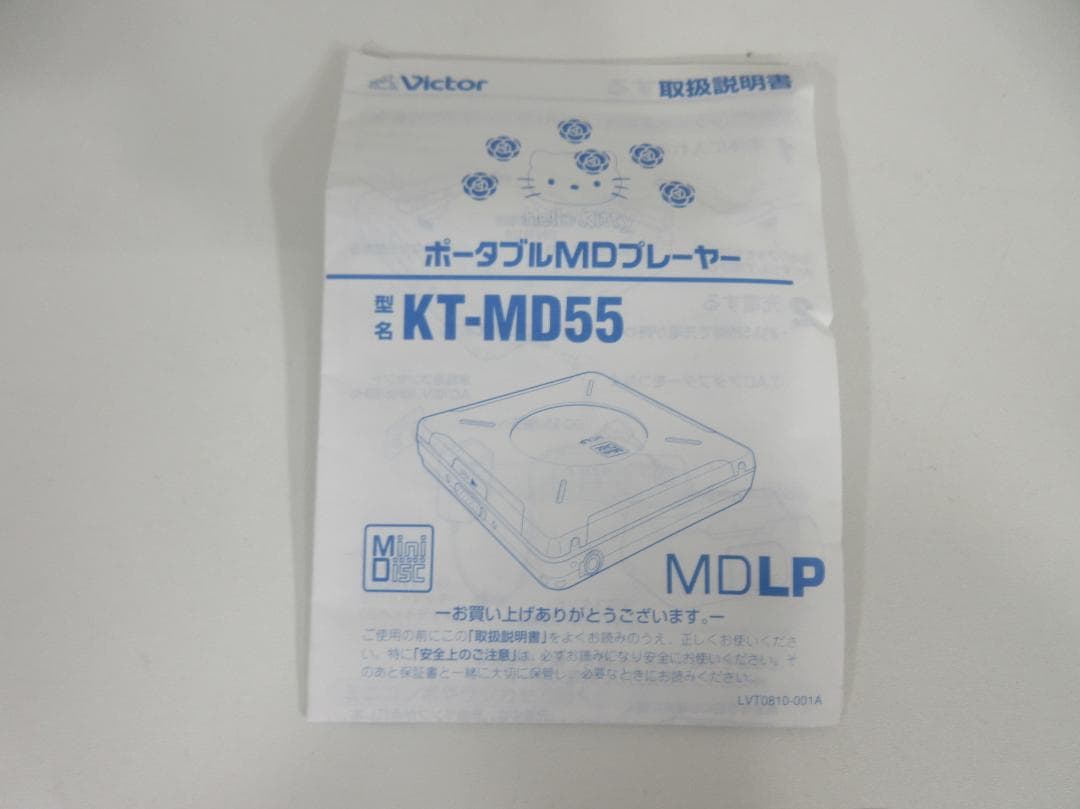 Victor
取扱説明書
ポータブルMDプレーヤー
型名 KT-MD55
Mini
Disc
MDLP
ーお買い上げありがとうございます。ー
ご使用の前にこの「取扱説明書」をよくお読みのうえ、正しくお使いくださ
い。特に「安全上のご注意」は、必ずお読みになり安全にお使いください。そ
のあと保証書と一緒に大切に保管し、必要なときにお読みください。
LVT0810-001A